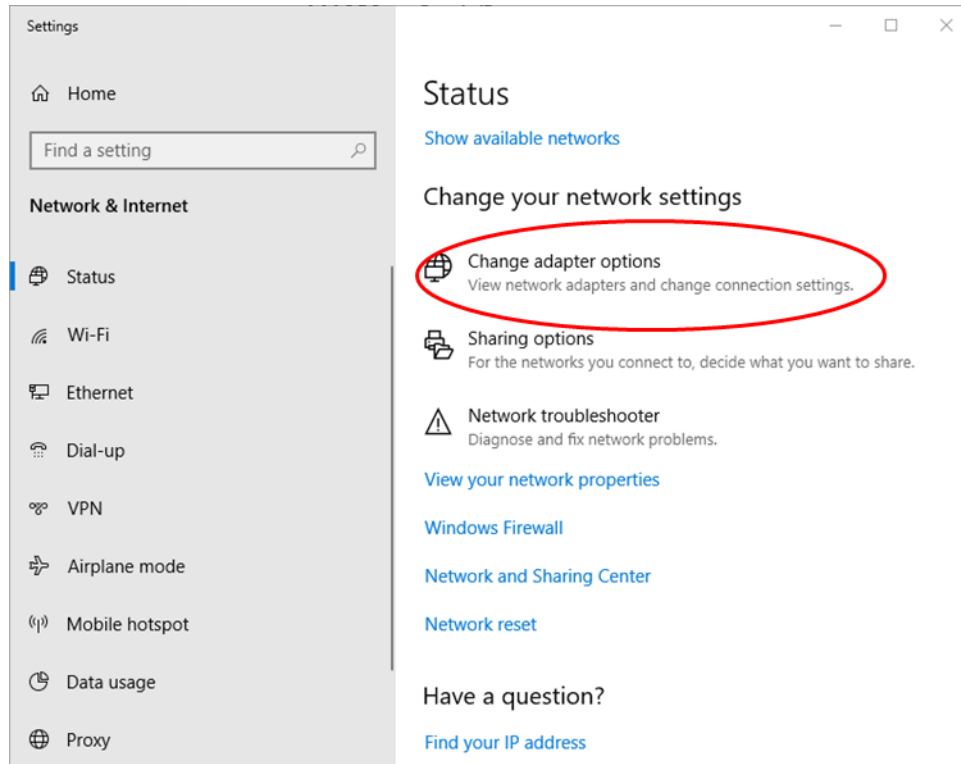 Settings
Home
Find a setting
Network & Internet
Status
Wi-Fi
Ethernet
Dial-up
VPN
Airplane mode
Mobile hotspot
Data usage
Proxy
Status
Show available networks
Change your network settings
Change adapter options
View network adapters and change connection settings.
Sharing options
For the networks you connect to, decide what you want to share.
Network troubleshooter
Diagnose and fix network problems.
View your network properties
Windows Firewall
Network and Sharing Center
Network reset
Have a question?
Find your IP address